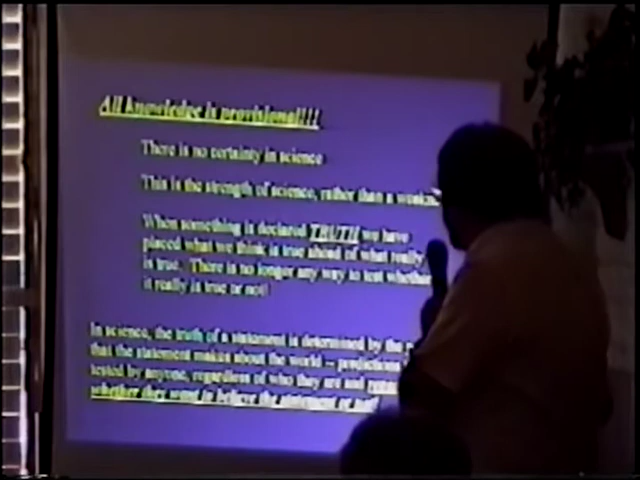 All knowledge is provisional!!!
There is no certainty in science
This is the strength of science, rather than a
When something is declared TRUTH we have
placed what we think is true ahead of what really
is true. There is no longer any way to test whether
it really is true or not!
In science, the truth of a statement is determined by the
that the statement makes about the world -- predictions
tested by anyone, regardless of who they are and
whether they want to believe the statement or not!